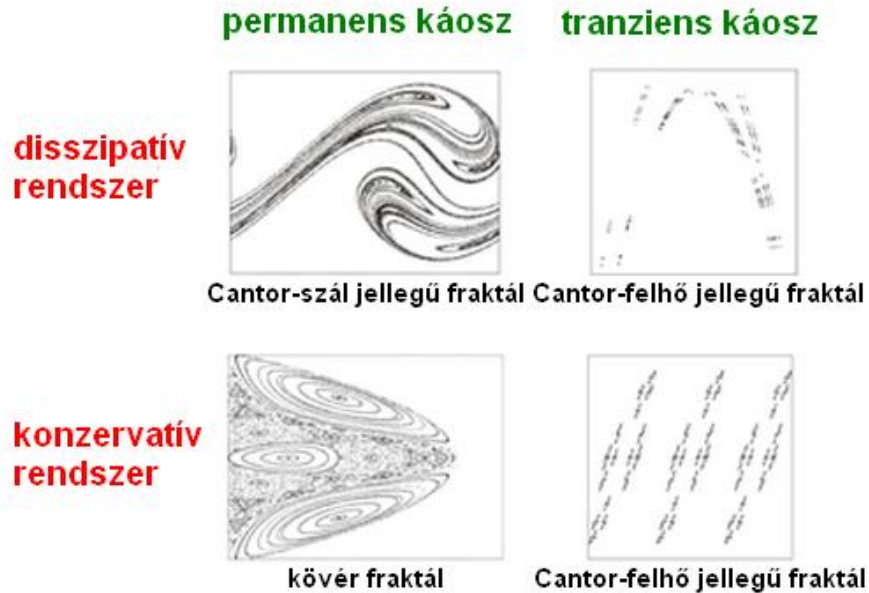 permanens káosz tranziens káosz
disszipatív
rendszer
Cantor-szál jellegű fraktál Cantor-felhő jellegű fraktál
konzervatív
rendszer
kövér fraktál Cantor-felhő jellegű fraktál